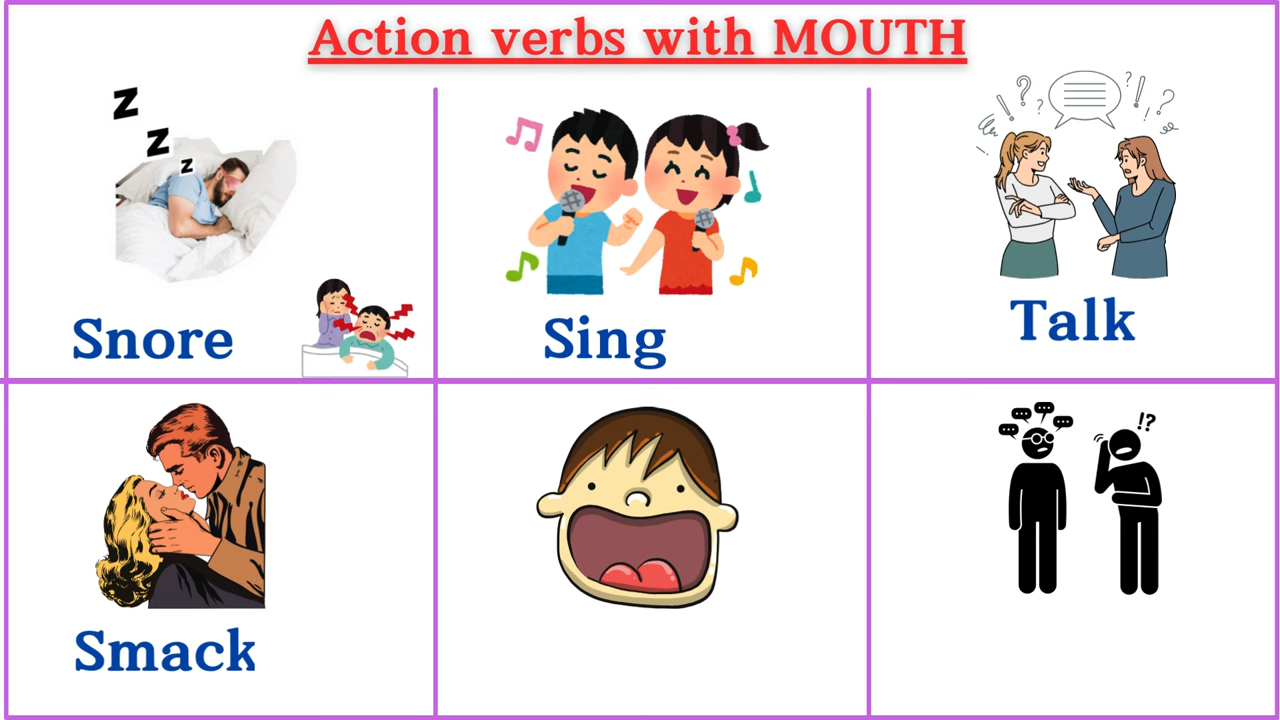 Action verbs with MOUTH
Z
Z
Z
Snore
Sing
Talk
Smack
!?